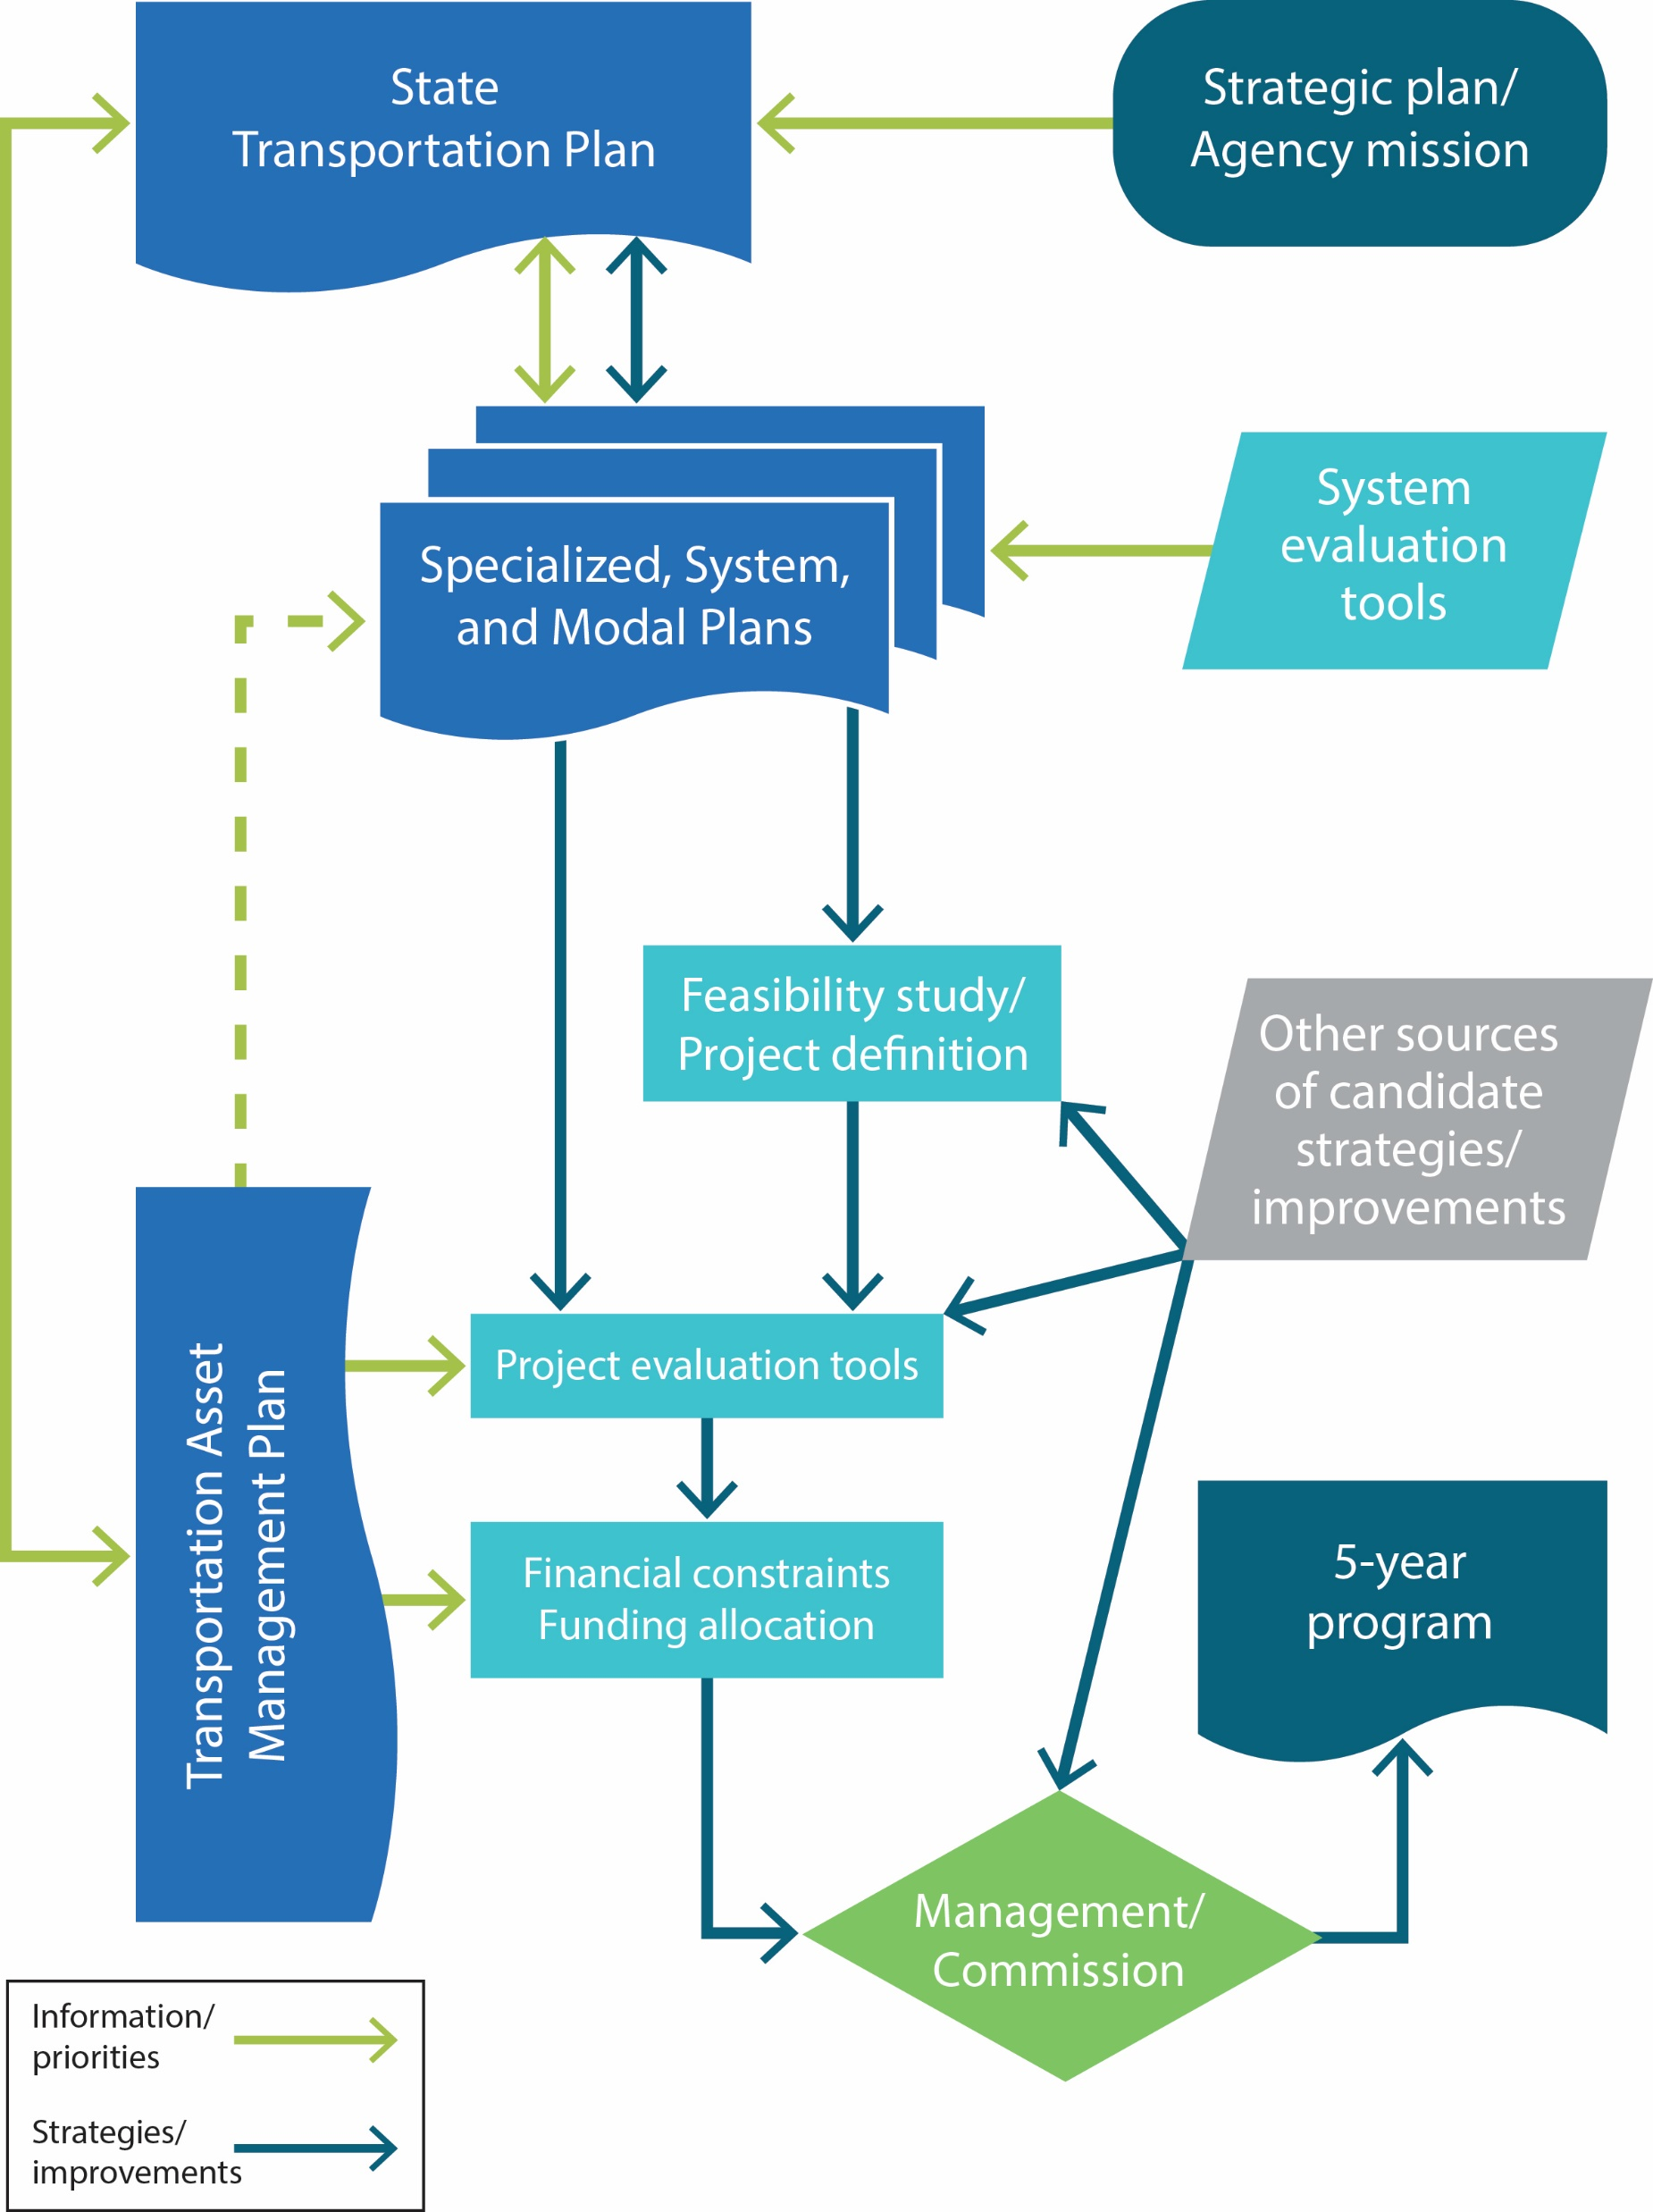 State
Transportation Plan
Strategic plan/
Agency mission
System
evaluation
tools
Specialized, System,
and Modal Plans
Feasibility study/
Project definition
Other sources
of candidate
strategies/
improvements
Transportation Asset
Management Plan
Project evaluation tools
Financial constraints
Funding allocation
5-year
program
Management/
Commission
Information/
priorities
Strategies/
improvements